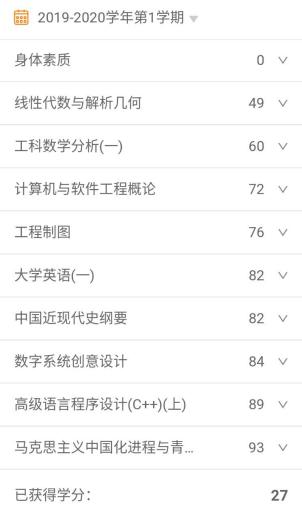 2019-2020学年第1学期
身体素质 0
线性代数与解析几何 49
工科数学分析(一) 60
计算机与软件工程概论 72
工程制图 76
大学英语(一) 82
中国近现代史纲要 82
数字系统创意设计 84
高级语言程序设计(C++)(上) 89
马克思主义中国化进程与青... 93
已获得学分: 27